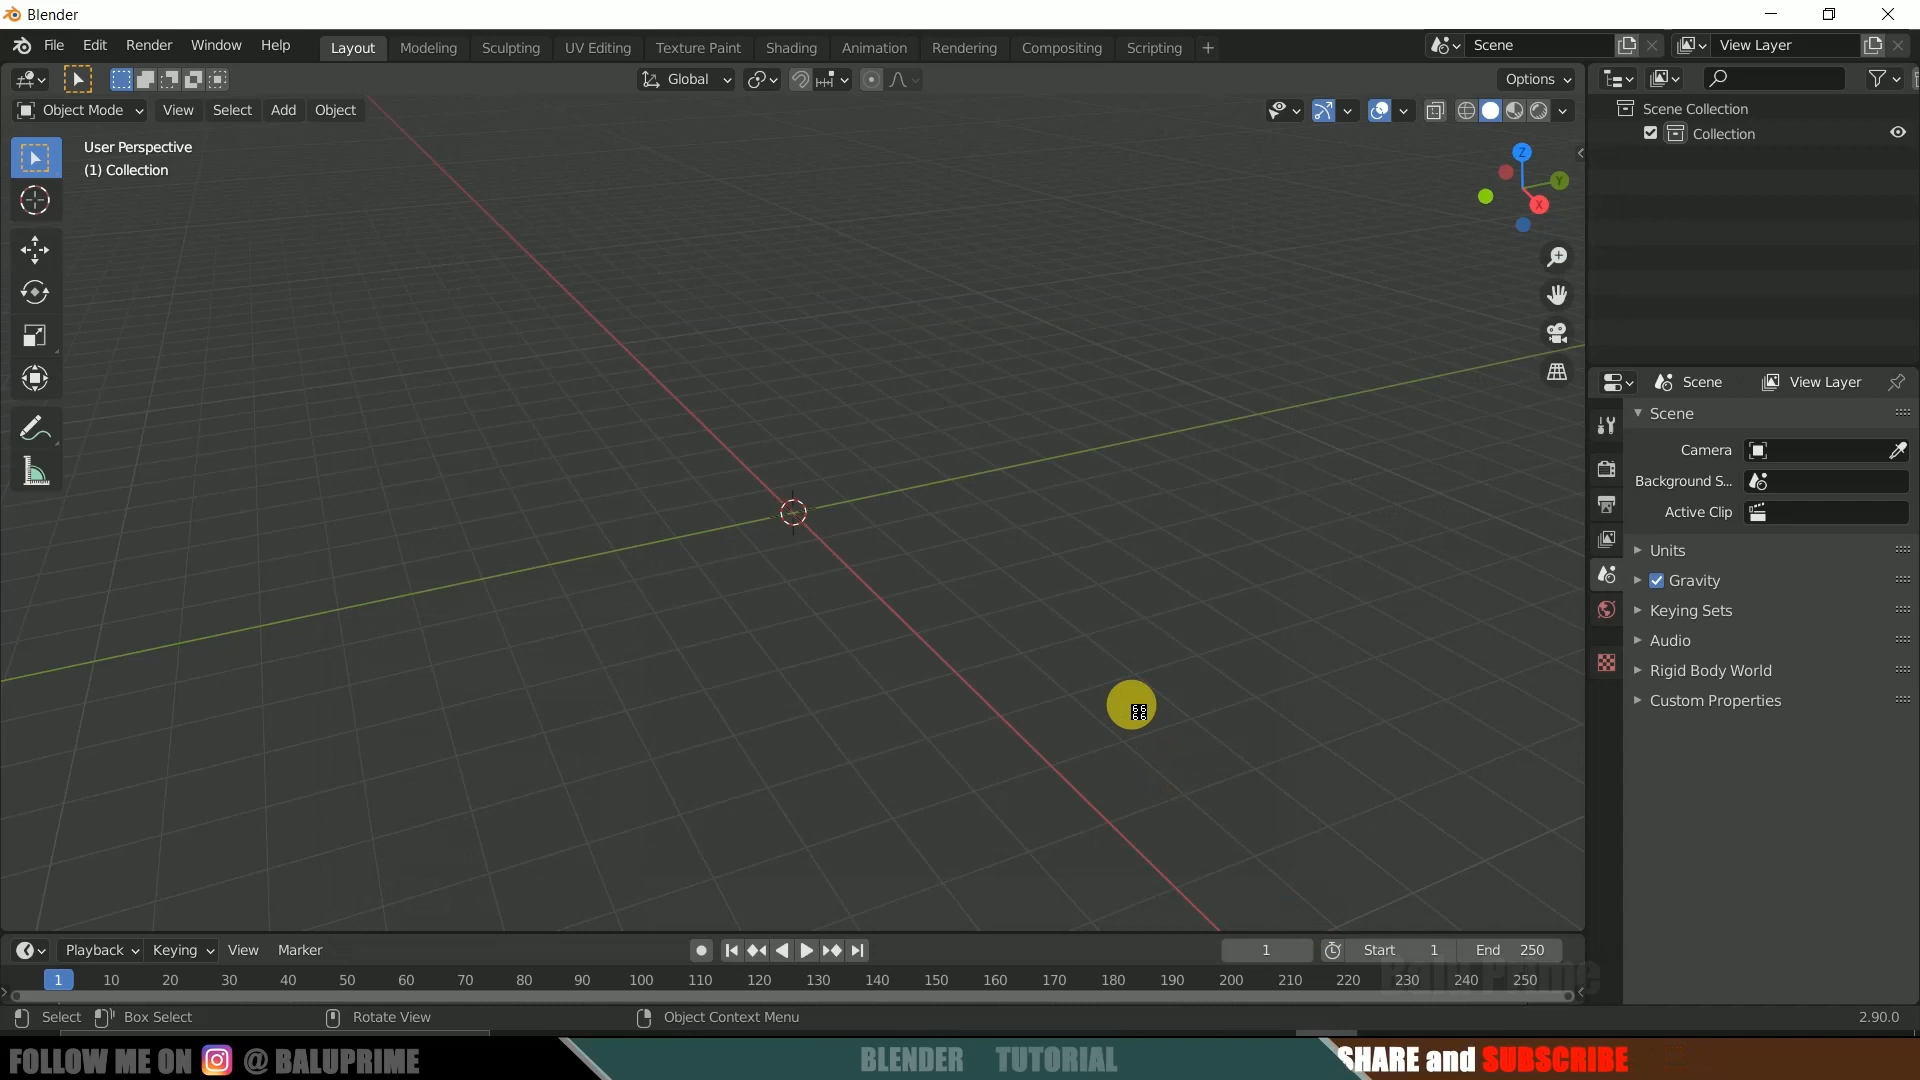 Blender
File Edit Render Window Help Layout Modeling Sculpting UV Editing Texture Paint Shading Animation Rendering Compositing Scripting + Scene View Layer
Global Options
Object Mode View Select Add Object
User Perspective
(1) Collection
Z
Y
X
Scene Collection
Collection
Scene View Layer
Scene
Camera
Background S...
Active Clip
Units
Gravity
Keying Sets
Audio
Rigid Body World
Custom Properties
Playback Keying View Marker 1 Start 1 End 250
1 10 20 30 40 50 60 70 80 90 100 110 120 130 140 150 160 170 180 190 200 210 220 230 240 250
Balu Prime
Select Box Select Rotate View Object Context Menu 2.90.0
FOLLOW ME ON @ BALUPRIME BLENDER TUTORIAL SHARE and SUBSCRIBE